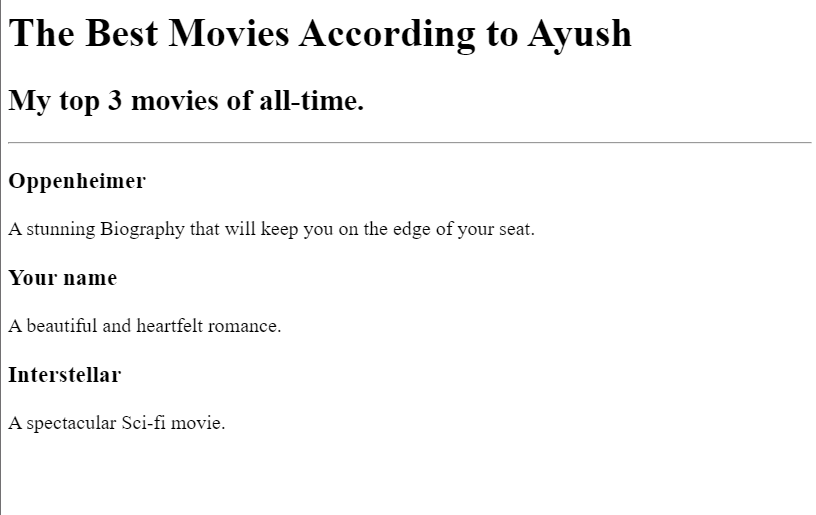 The Best Movies According to Ayush
My top 3 movies of all-time.
Oppenheimer
A stunning Biography that will keep you on the edge of your seat.
Your name
A beautiful and heartfelt romance.
Interstellar
A spectacular Sci-fi movie.